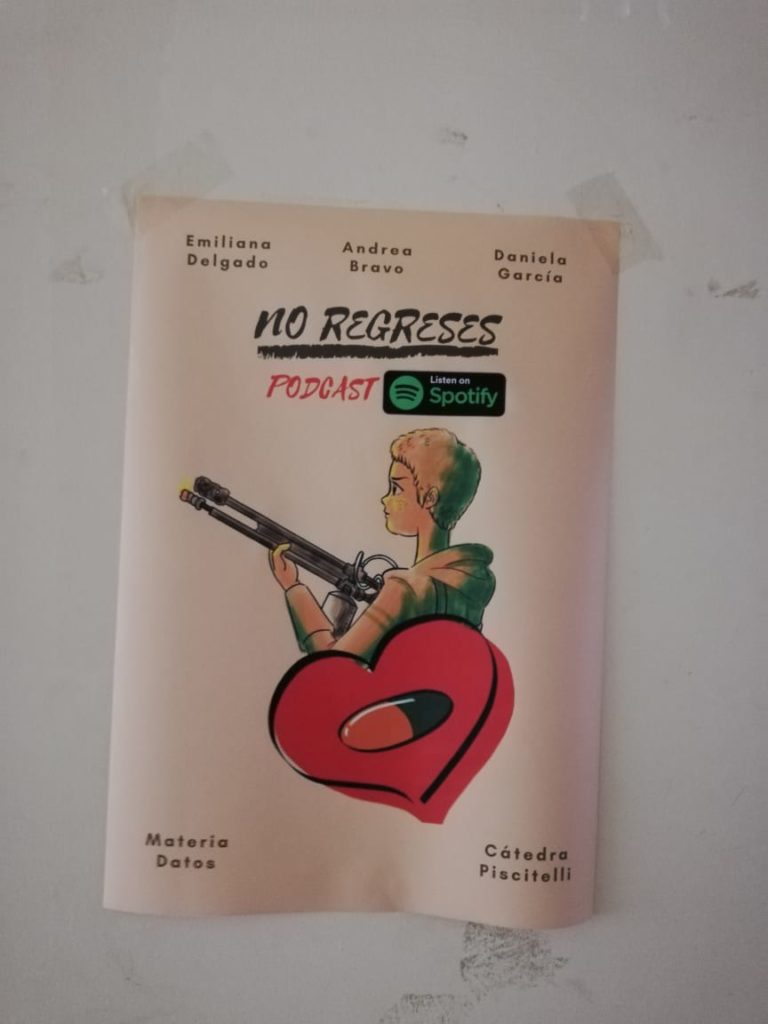 Emiliana
Delgado
Andrea
Bravo
Daniela
García
NO REGRESES
PODCAST
Listen on
Spotify
Materia
Datos
Cátedra
Piscitelli